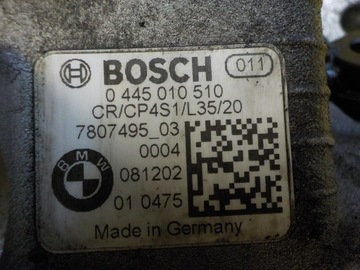 BOSCH 011
0 445 010 510
CR/CP4S1/L35/20
7807495_03
0004
BMW 081202
01 0475
Made in Germany